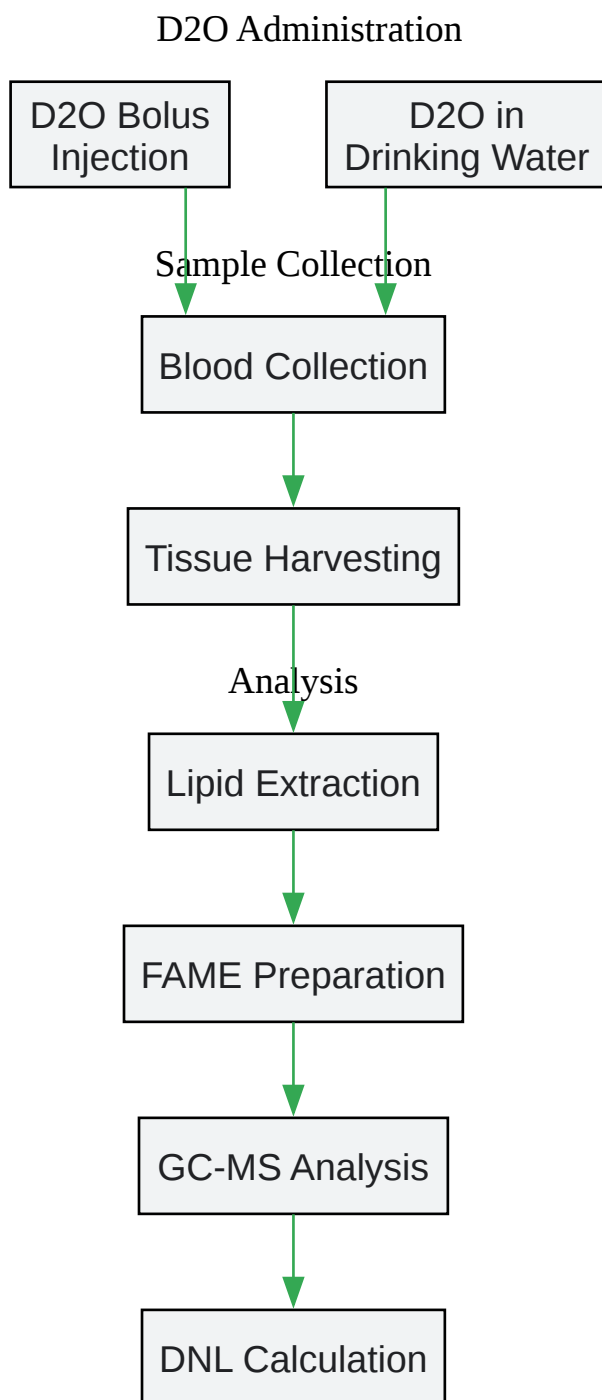 D2O Administration
D2O Bolus
Injection
D2O in
Drinking Water
Sample Collection
Blood Collection
Tissue Harvesting
Analysis
Lipid Extraction
FAME Preparation
GC-MS Analysis
DNL Calculation